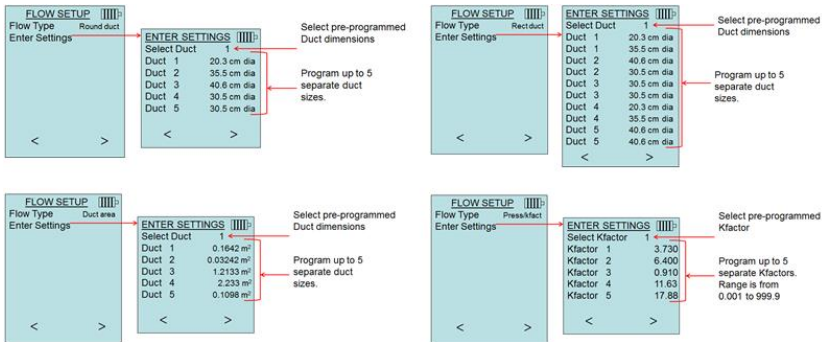 FLOW SETUP
Flow Type Round duct
Enter Settings
ENTER SETTINGS
Select Duct 1
Duct 1 20.3 cm dia
Duct 2 35.5 cm dia
Duct 3 40.6 cm dia
Duct 4 30.5 cm dia
Duct 5 30.5 cm dia
< >
< >
Select pre-programmed
Duct dimensions
Program up to 5
separate duct
sizes.
FLOW SETUP
Flow Type Rect duct
Enter Settings
ENTER SETTINGS
Select Duct 1
Duct 1 20.3 cm dia
Duct 1 35.5 cm dia
Duct 2 40.6 cm dia
Duct 2 30.5 cm dia
Duct 3 30.5 cm dia
Duct 3 30.5 cm dia
Duct 4 20.3 cm dia
Duct 4 35.5 cm dia
Duct 5 40.6 cm dia
Duct 5 40.6 cm dia
< >
< >
Select pre-programmed
Duct dimensions
Program up to 5
separate duct
sizes.
FLOW SETUP
Flow Type Duct area
Enter Settings
ENTER SETTINGS
Select Duct 1
Duct 1 0.1642 m²
Duct 2 0.03242 m²
Duct 3 1.2133 m²
Duct 4 2.233 m²
Duct 5 0.1098 m²
< >
< >
Select pre-programmed
Duct dimensions
Program up to 5
separate duct
sizes.
FLOW SETUP
Flow Type Press/kfact
Enter Settings
ENTER SETTINGS
Select Kfactor 1
Kfactor 1 3.730
Kfactor 2 6.400
Kfactor 3 0.910
Kfactor 4 11.63
Kfactor 5 17.88
< >
< >
Select pre-programmed
Kfactor
Program up to 5
separate Kfactors.
Range is from
0.001 to 999.9